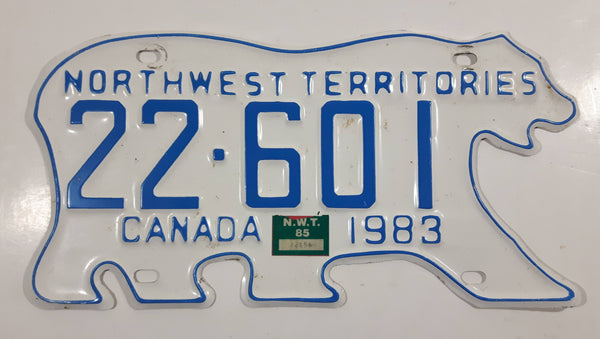 NORTHWEST TERRITORIES
22·601
CANADA 1983
N.W.T.
85